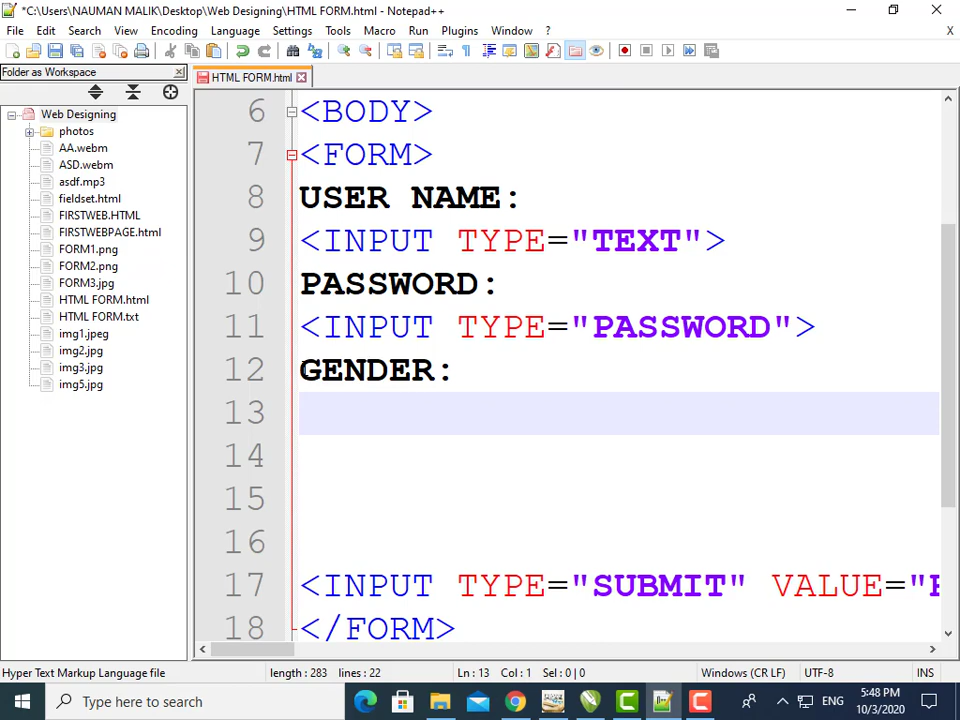 *C:\Users\NAUMAN MALIK\Desktop\Web Designing\HTML FORM.html - Notepad++
File Edit Search View Encoding Language Settings Tools Macro Run Plugins Window ? X
Folder as Workspace
HTML FORM.html
Web Designing
photos
AA.webm
ASD.webm
asdf.mp3
fieldset.html
FIRSTWEB.HTML
FIRSTWEBPAGE.html
FORM1.png
FORM2.png
FORM3.jpg
HTML FORM.html
HTML FORM.txt
img1.jpeg
img2.jpg
img3.jpg
img5.jpg
6 <BODY>
7 <FORM>
8 USER NAME:
9 <INPUT TYPE="TEXT">
10 PASSWORD:
11 <INPUT TYPE="PASSWORD">
12 GENDER:
13
14
15
16
17 <INPUT TYPE="SUBMIT" VALUE="
18 </FORM>
Hyper Text Markup Language file length : 283 lines : 22 Ln : 13 Col : 1 Sel : 0 | 0 Windows (CR LF) UTF-8 INS
Type here to search
ENG
5:48 PM
10/3/2020